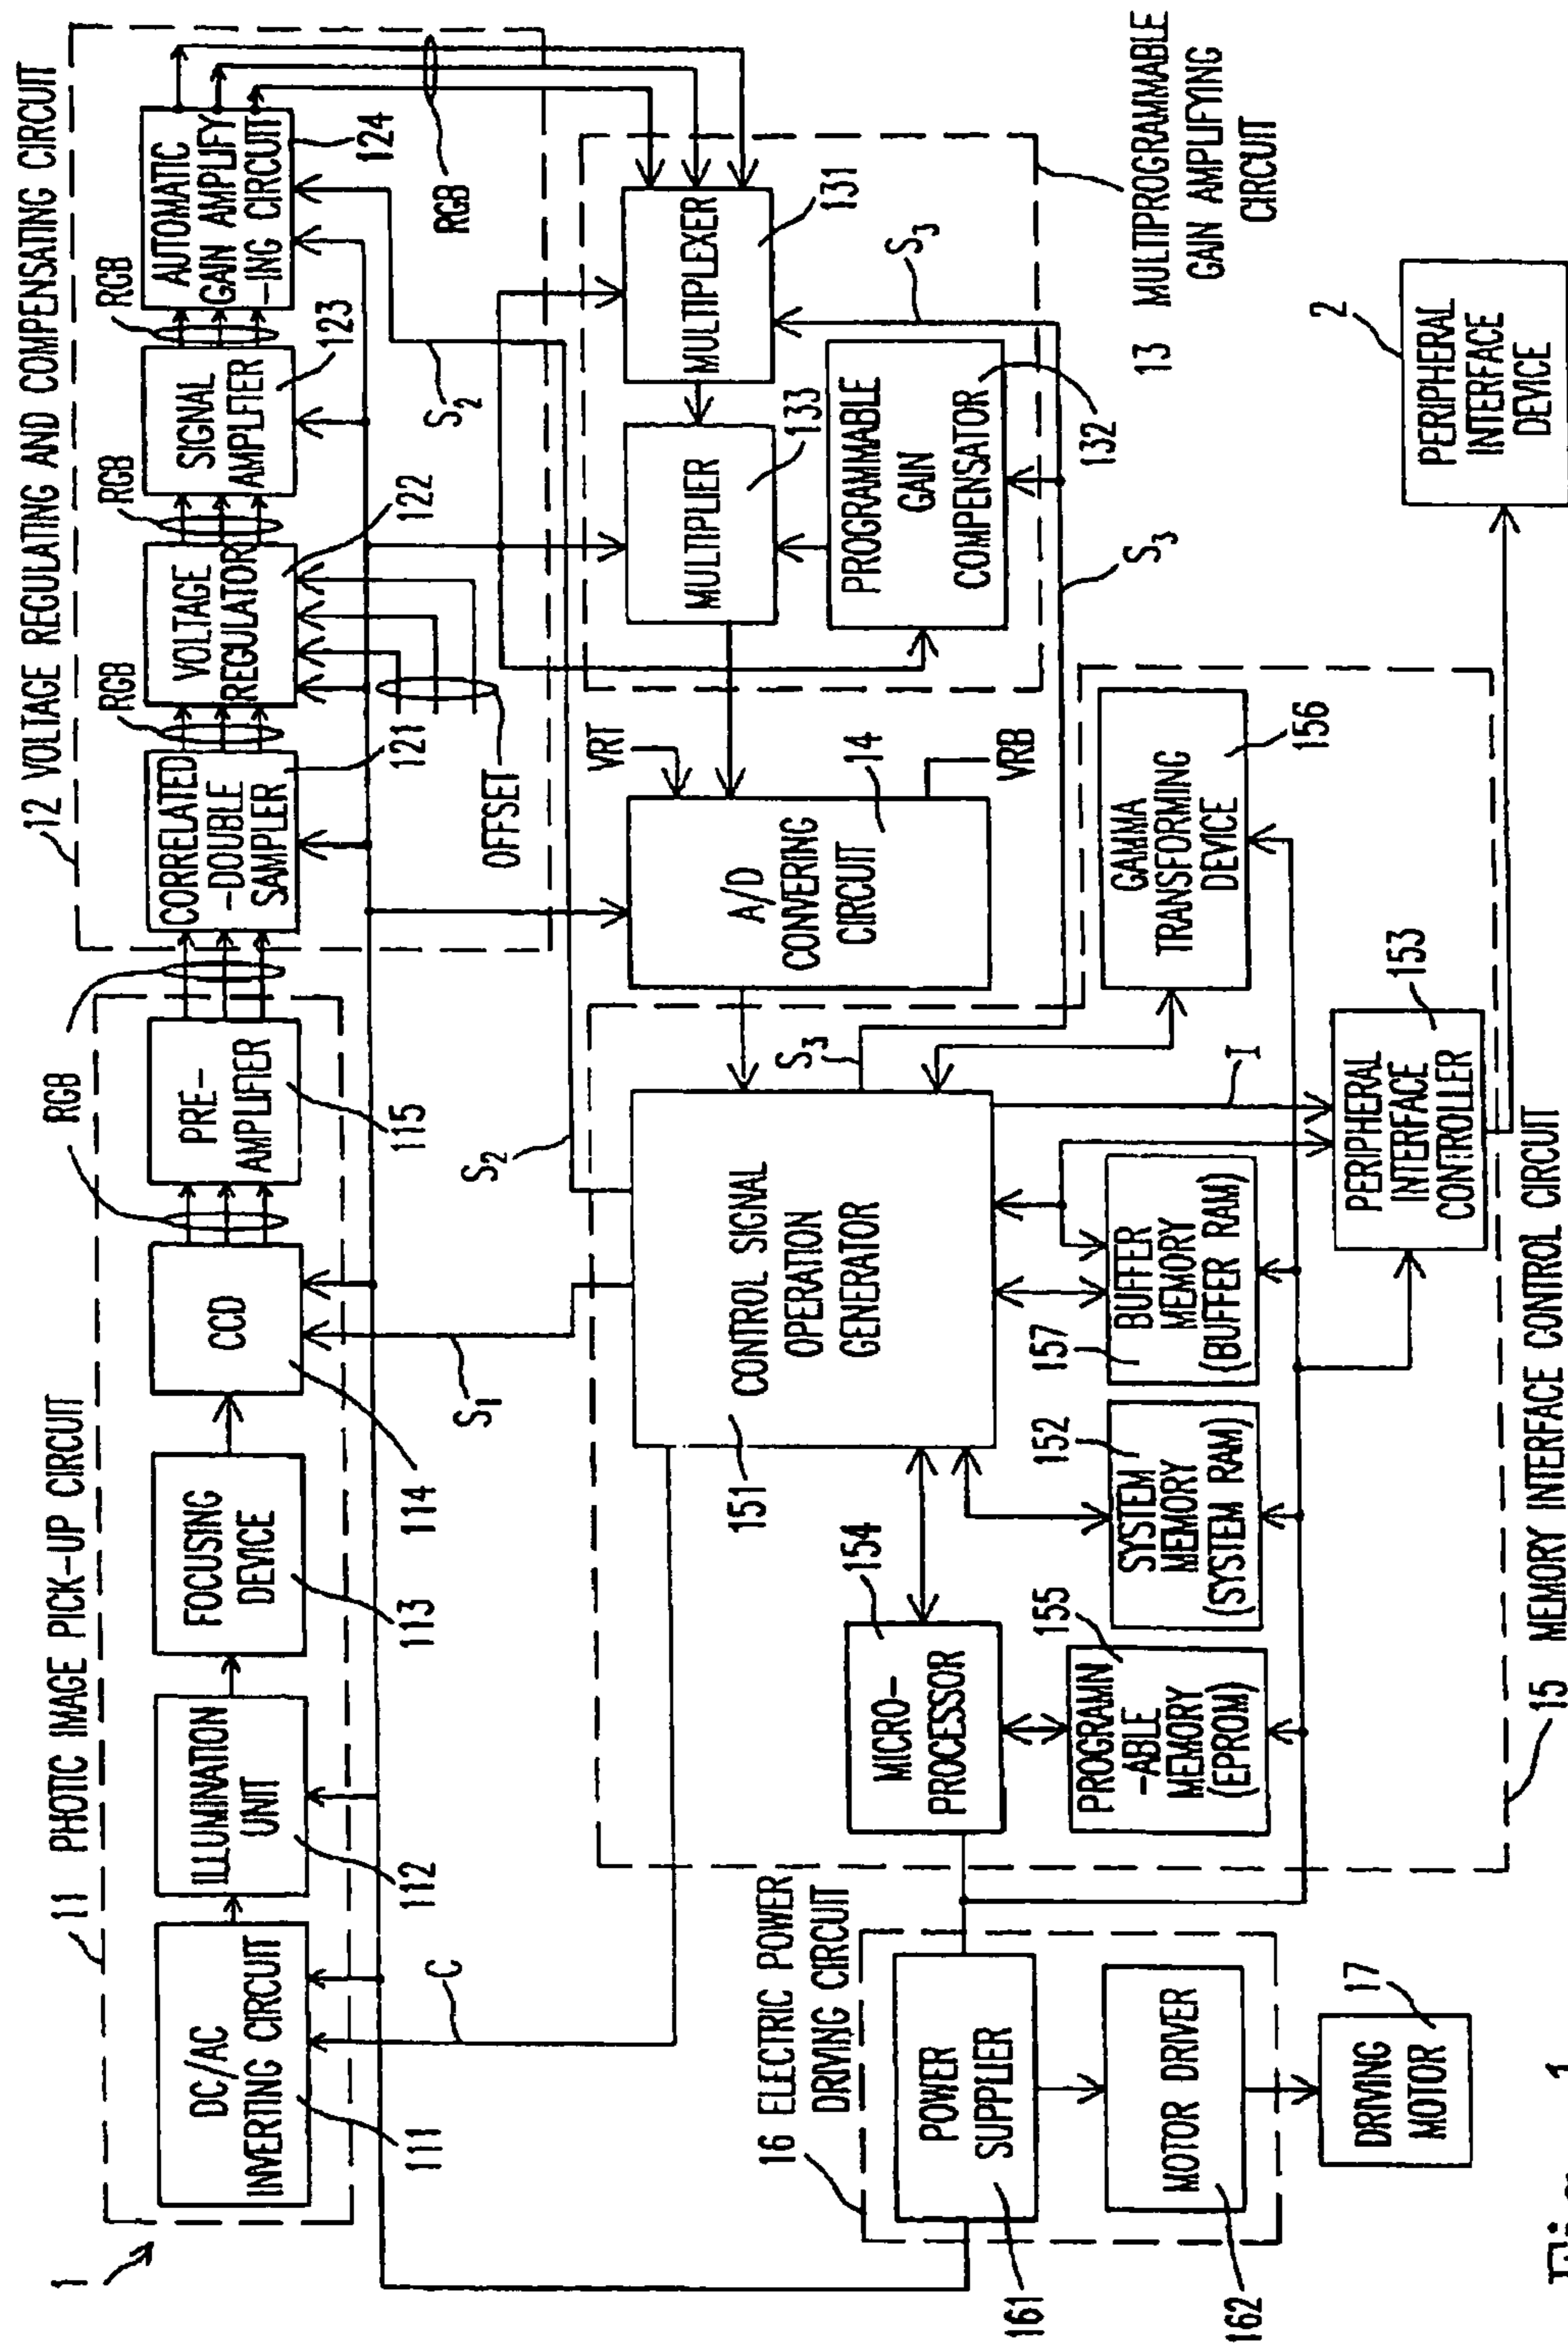 1
11 PHOTIC IMAGE PICK-UP CIRCUIT
DC/AC
INVERTING CIRCUIT
111
ILLUMINATION
UNIT
112
FOCUSING
DEVICE
113
CCD
114
RGB
PRE-
AMPLIFIER
115
12 VOLTAGE REGULATING AND COMPENSATING CIRCUIT
CORRELATED
-DOUBLE
SAMPLER
121
RGB
VOLTAGE
REGULATOR
122
OFFSET
RGB
SIGNAL
AMPLFIER
123
RGB
AUTOMATIC
GAIN AMPLIFY
-ING CIRCUIT
124
RGB
C
S1
S2
S2
MULTIPLEXER
131
MULTIPLIER
133
PROGRAMMABLE
GAIN
COMPENSATOR
132
S3
S3
13 MULTIPROGRAMMABLE
GAIN AMPLIFYING
CIRCUIT
VRT
VRB
A/D
CONVERING
CIRCUIT
14
S3
151
CONTROL SIGNAL
OPERATION
GENERATOR
MICRO-
PROCESSOR
154
PROGRAMN
-ABLE
MEMORY
(EPROM)
155
SYSTEM
MEMORY
(SYSTEM RAM)
152
BUFFER
MEMORY
(BUFFER RAM)
157
GAMMA
TRANSFORMING
DEVICE
156
I
PERIPHERAL
INTERFACE
CONTROLLER
153
15 MEMORY INTERFACE CONTROL CIRCUIT
2
PERIPHERAL
INTERFACE
DEVICE
16 ELECTRIC POWER
DRIVING CIRCUIT
POWER
SUPPLIER
161
MOTOR DRIVER
162
DRIVING
MOTOR
17
Fig. 1